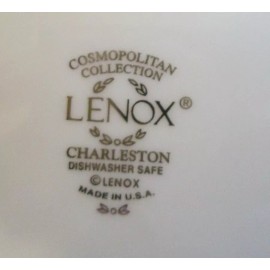 COSMOPOLITAN
COLLECTION
LENOX®
CHARLESTON
DISHWASHER SAFE
©LENOX
MADE IN U.S.A.